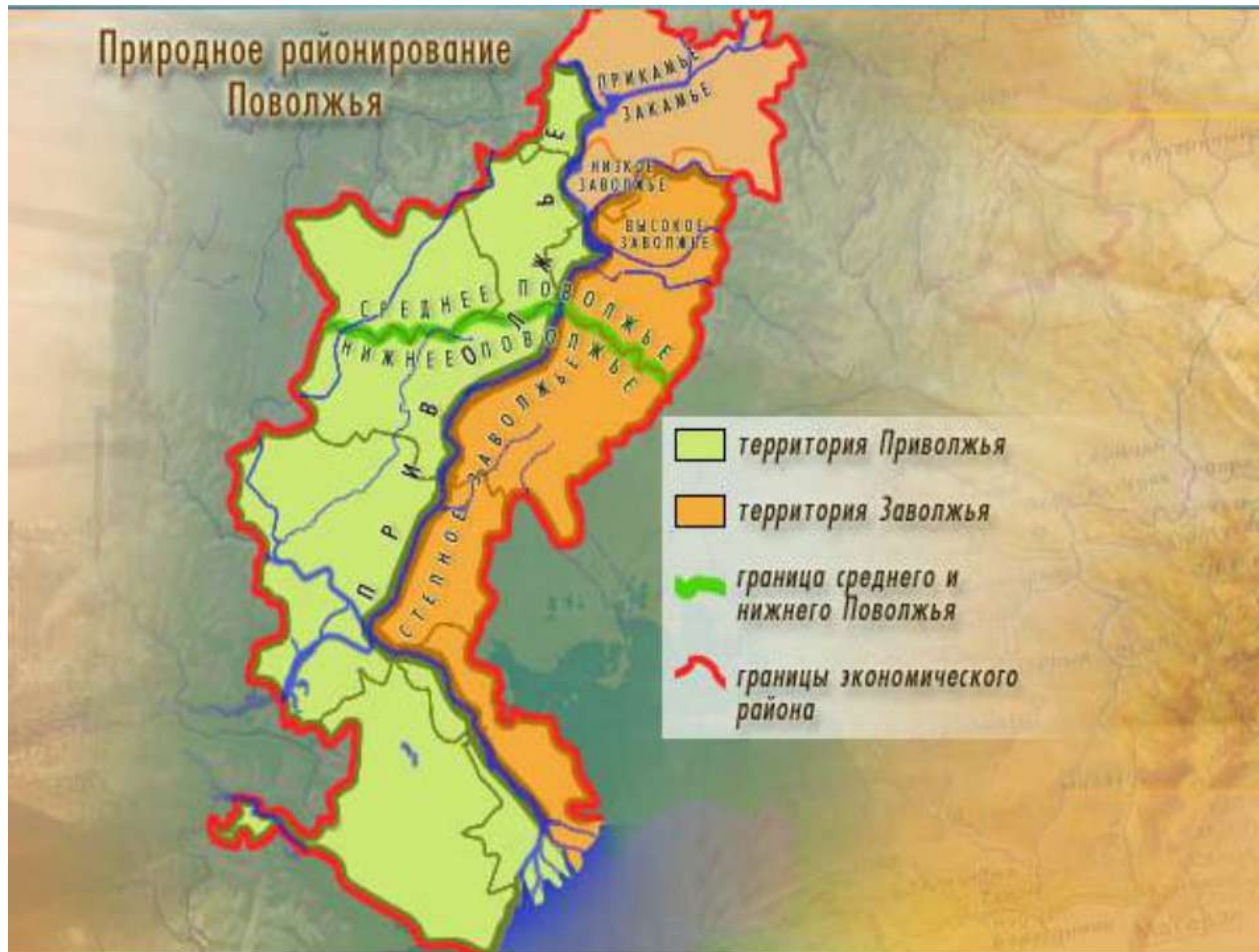 Природное районирование
Поволжья
ПРИКАМЬЕ
ЗАКАМЬЕ
НИЗКОЕ
ЗАВОЛЖЬЕ
ВЫСОКОЕ
ЗАВОЛЖЬЕ
СРЕДНЕЕ ПОВОЛЖЬЕ
НИЖНЕЕ ПОВОЛЖЬЕ
ПРИВОЛЖЬЕ
СТЕПНОЕ ЗАВОЛЖЬЕ
территория Приволжья
территория Заволжья
граница среднего и
нижнего Поволжья
границы экономического
района